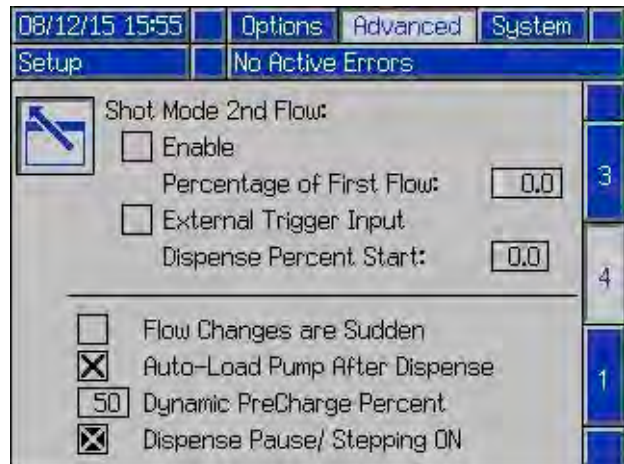 08/12/15 15:55 Options Advanced System
Setup No Active Errors
Shot Mode 2nd Flow:
Enable
Percentage of First Flow: 0.0
3
External Trigger Input
Dispense Percent Start: 0.0
4
Flow Changes are Sudden
Auto-Load Pump After Dispense
1
50 Dynamic PreCharge Percent
Dispense Pause/ Stepping ON